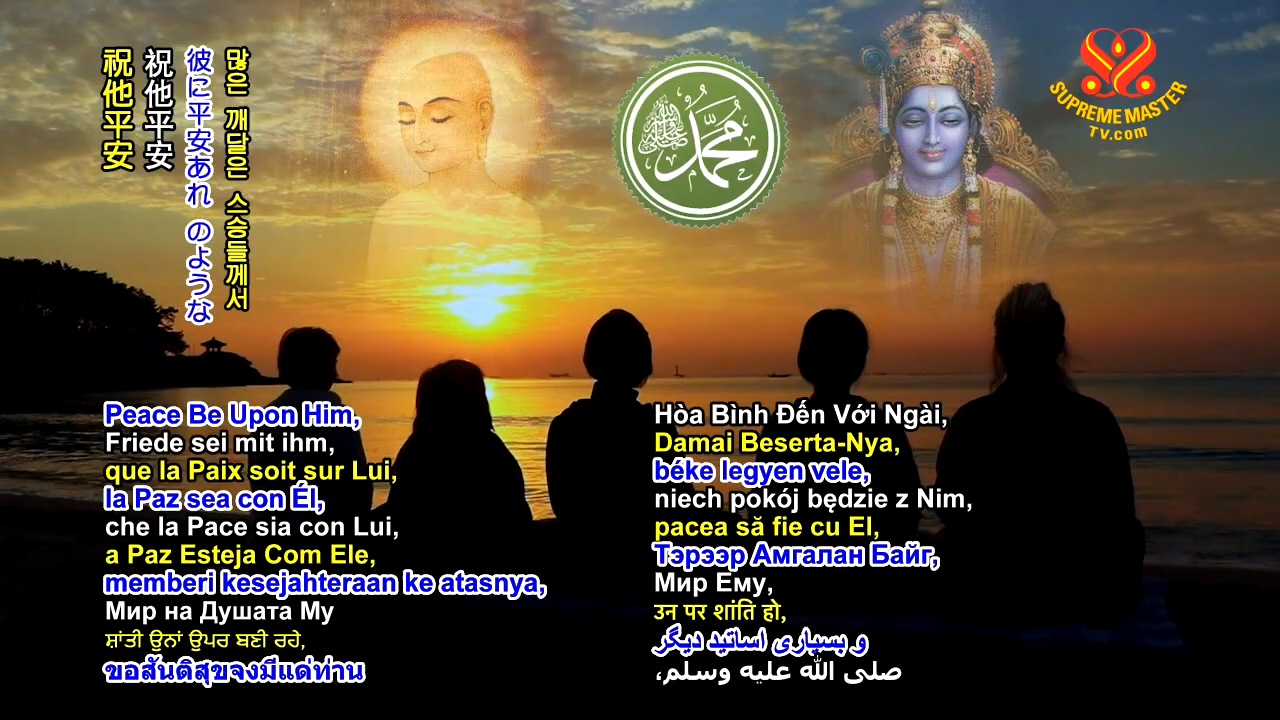 祝他平安
祝他平安
彼に平安あれ のような
많은 깨달은 스승들께서
محمد
صلى الله عليه وسلم
SUPREME MASTER
TV.com
Peace Be Upon Him,
Friede sei mit ihm,
que la Paix soit sur Lui,
la Paz sea con Él,
che la Pace sia con Lui,
a Paz Esteja Com Ele,
memberi kesejahteraan ke atasnya,
Мир на Душата Му
ਸ਼ਾਂਤੀ ਉਨਾਂ ਉਪਰ ਬਣੀ ਰਹੇ,
ขอสันติสุขจงมีแด่ท่าน
Hòa Bình Đến Với Ngài,
Damai Beserta-Nya,
béke legyen vele,
niech pokój będzie z Nim,
pacea să fie cu El,
Тэрээр Амгалан Байг,
Мир Ему,
उन पर शांति हो,
و بسیاری اساتید دیگر
صلى الله عليه وسلم،